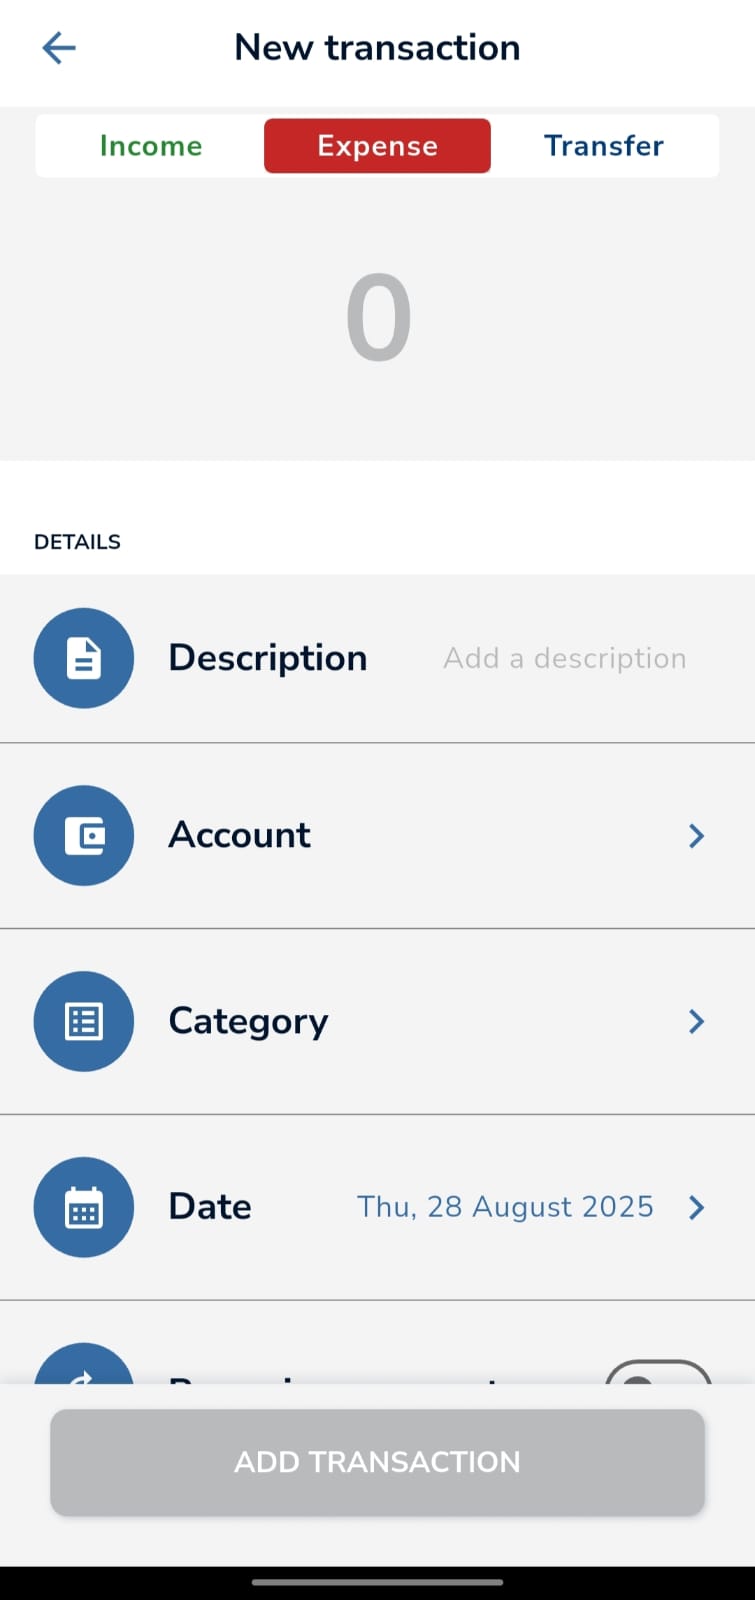 New transaction
Income Expense Transfer
0
DETAILS
Description Add a description
Account
Category
Date Thu, 28 August 2025
ADD TRANSACTION